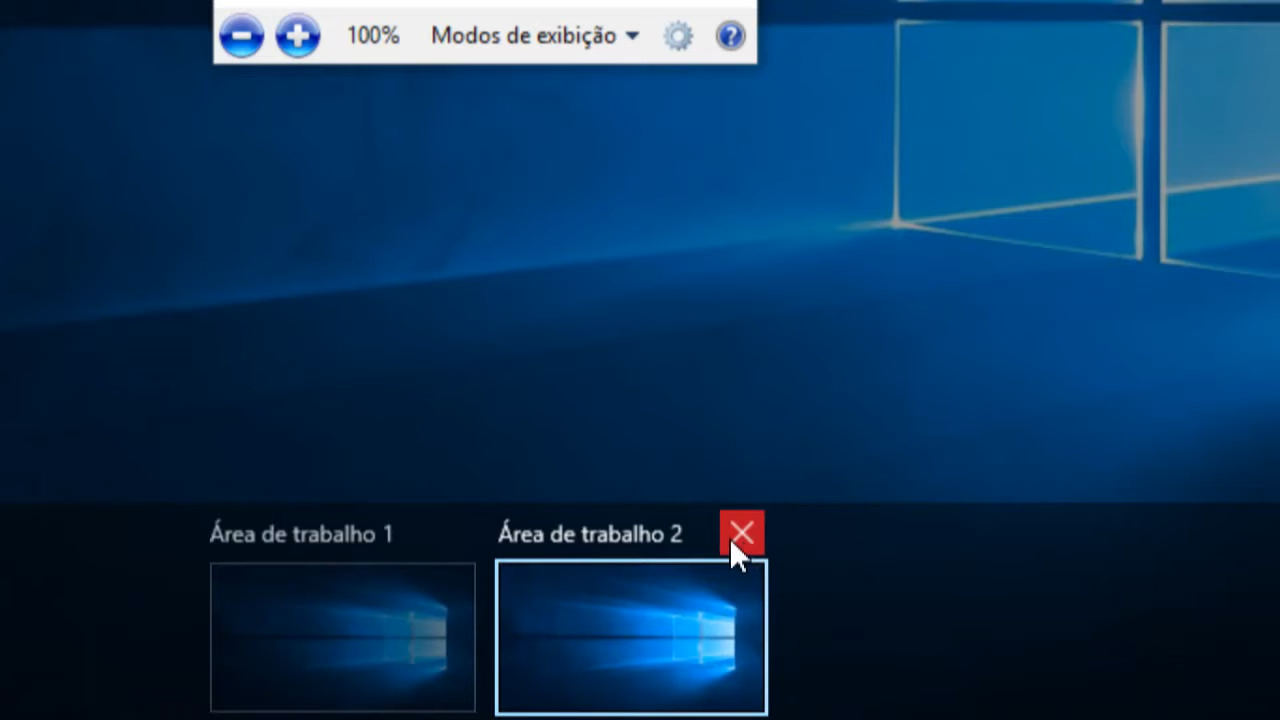 100% Modos de exibição
Área de trabalho 1
Área de trabalho 2